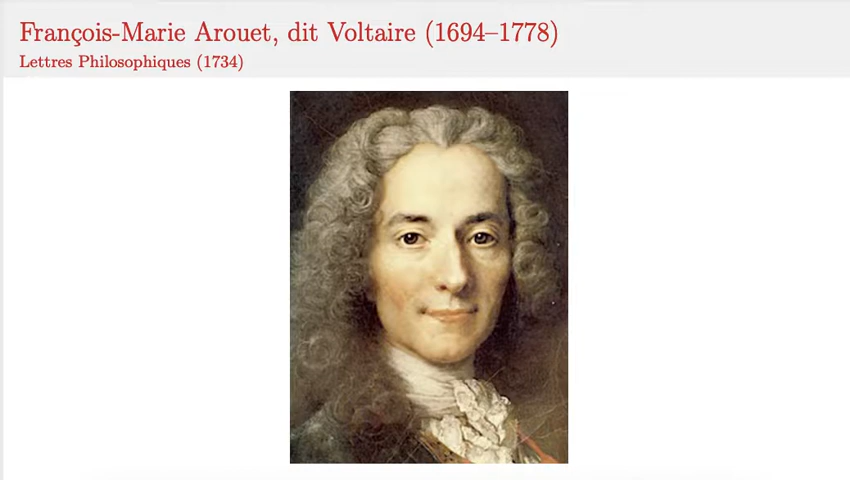 François-Marie Arouet, dit Voltaire (1694–1778)
Lettres Philosophiques (1734)